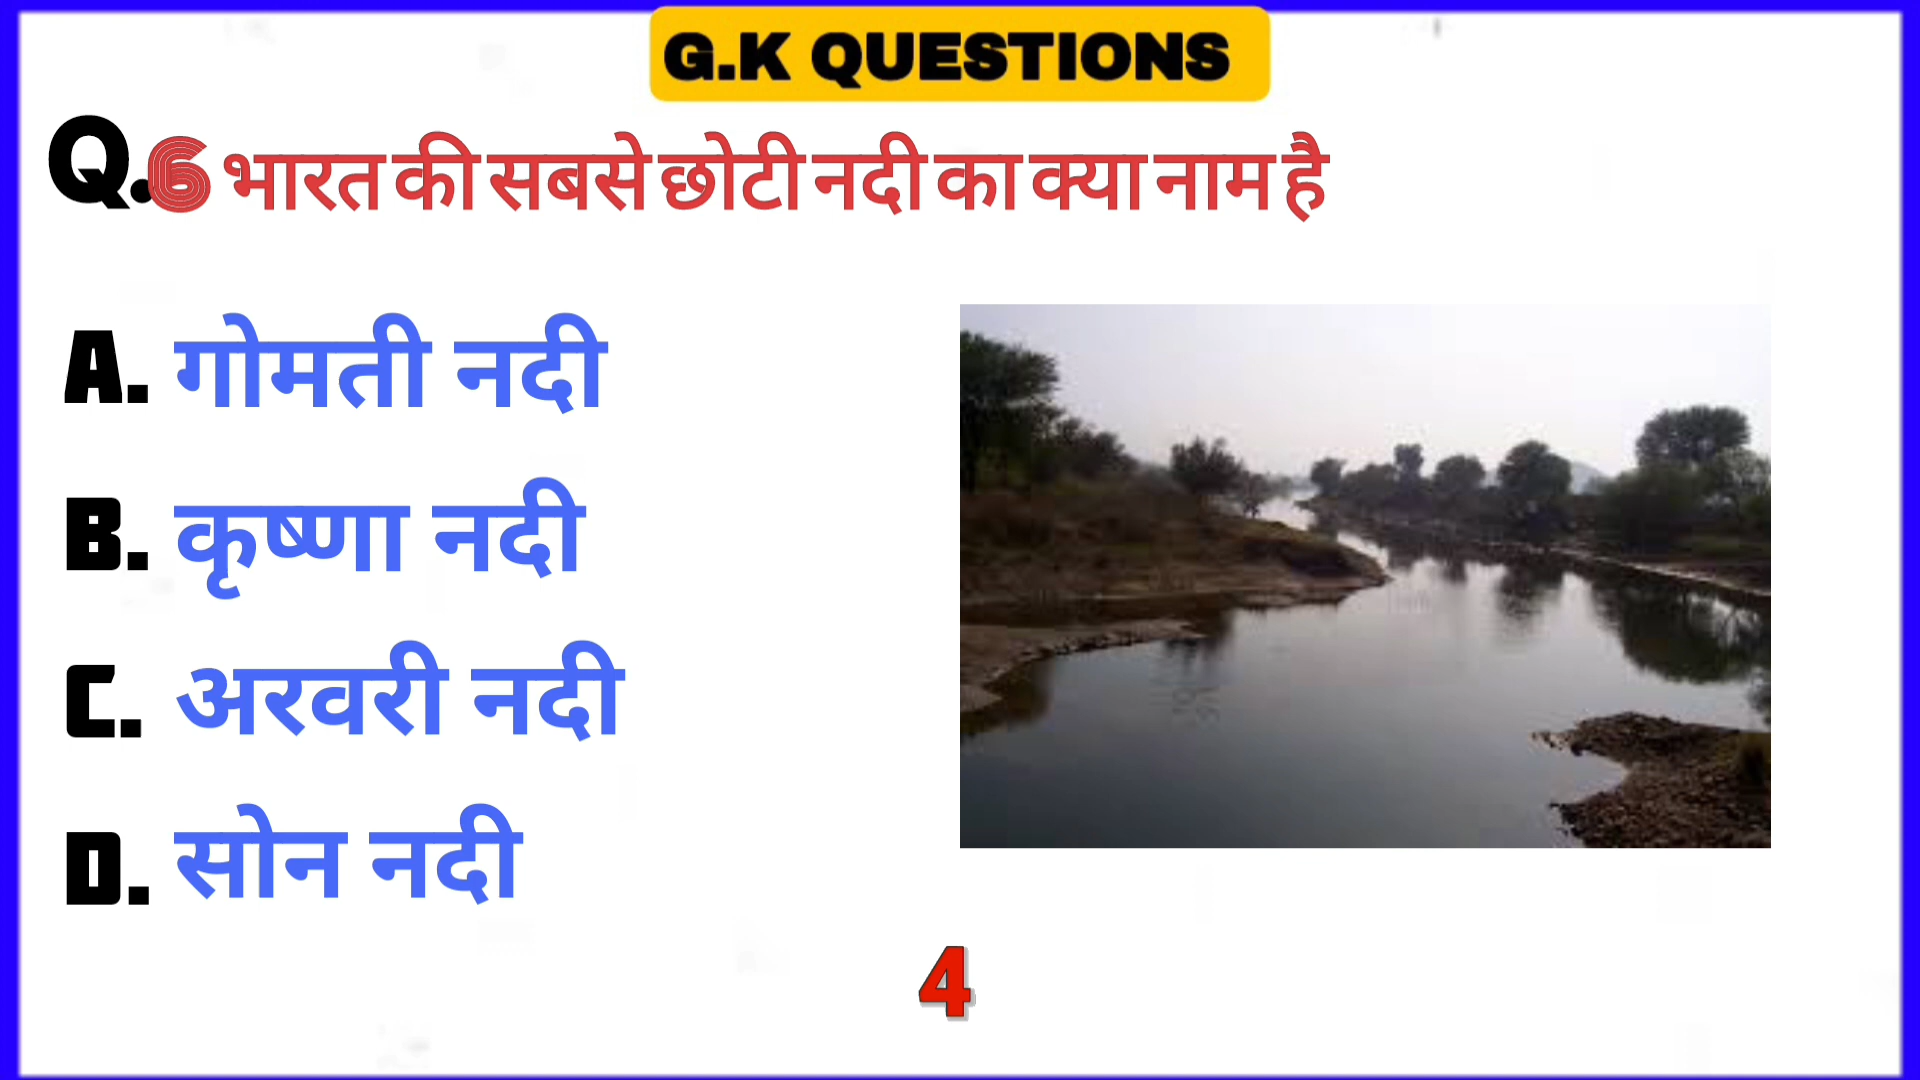 G.K QUESTIONS
Q.6 भारत की सबसे छोटी नदी का क्या नाम है
A. गोमती नदी
B. कृष्णा नदी
C. अरवरी नदी
D. सोन नदी
4